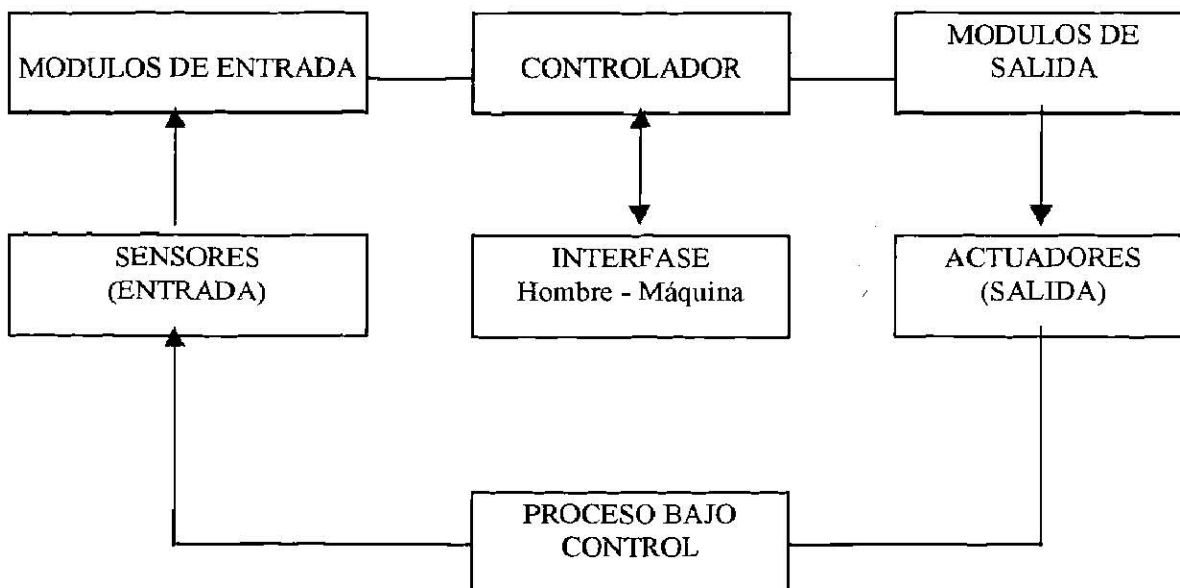 MODULOS DE ENTRADA
CONTROLADOR
MODULOS DE
SALIDA
SENSORES
(ENTRADA)
INTERFASE
Hombre - Máquina
ACTUADORES
(SALIDA)
PROCESO BAJO
CONTROL